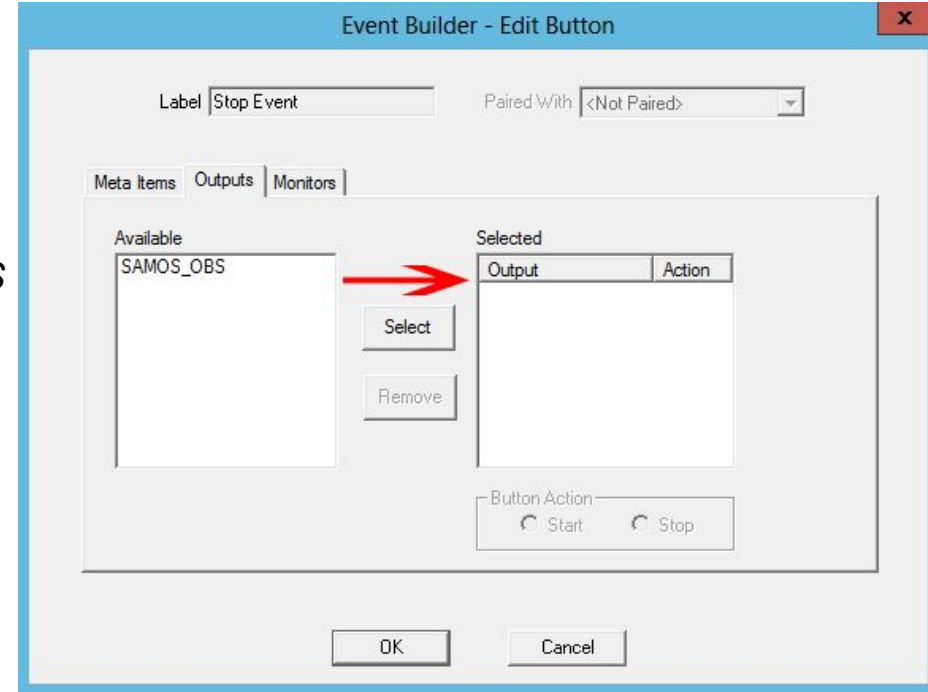 Event Builder - Edit Button
x
Label Stop Event Paired With <Not Paired>
Meta Items Outputs Monitors
Available Selected
SAMOS_OBS Output Action
Select
Remove
Button Action
Start Stop
OK Cancel